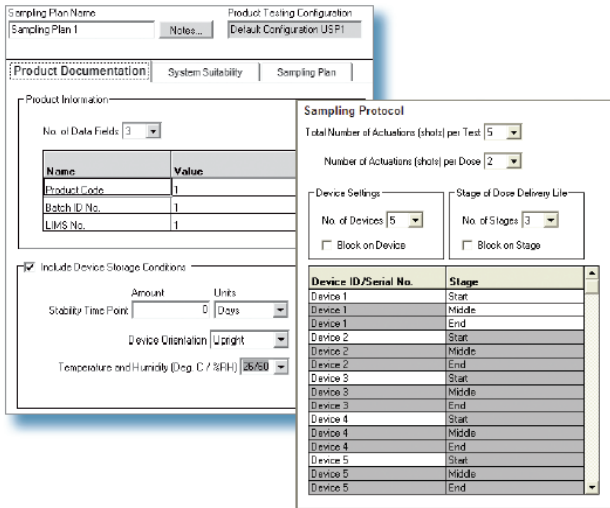 Sampling Plan Name
Product Testing Configuration
Sampling Plan 1
Notes...
Default Configuration USP1
Product Documentation
System Suitability
Sampling Plan
Product Information
No. of Data Fields 3
Name Value
Product Code 1
Batch ID No. 1
LIMS No. 1
Include Device Storage Conditions
Amount Units
Stability Time Point 0 Days
Device Orientation Upright
Temperature and Humidity (Deg. C / %RH) 26/60
Sampling Protocol
Total Number of Actuations (shots) per Test 5
Number of Actuations (shots) per Dose 2
Device Settings
No. of Devices 5
Block on Device
Stage of Dose Delivery Life
No. of Stages 3
Block on Stage
Device ID/Serial No. Stage
Device 1 Start
Device 1 Middle
Device 1 End
Device 2 Start
Device 2 Middle
Device 2 End
Device 3 Start
Device 3 Middle
Device 3 End
Device 4 Start
Device 4 Middle
Device 4 End
Device 5 Start
Device 5 Middle
Device 5 End